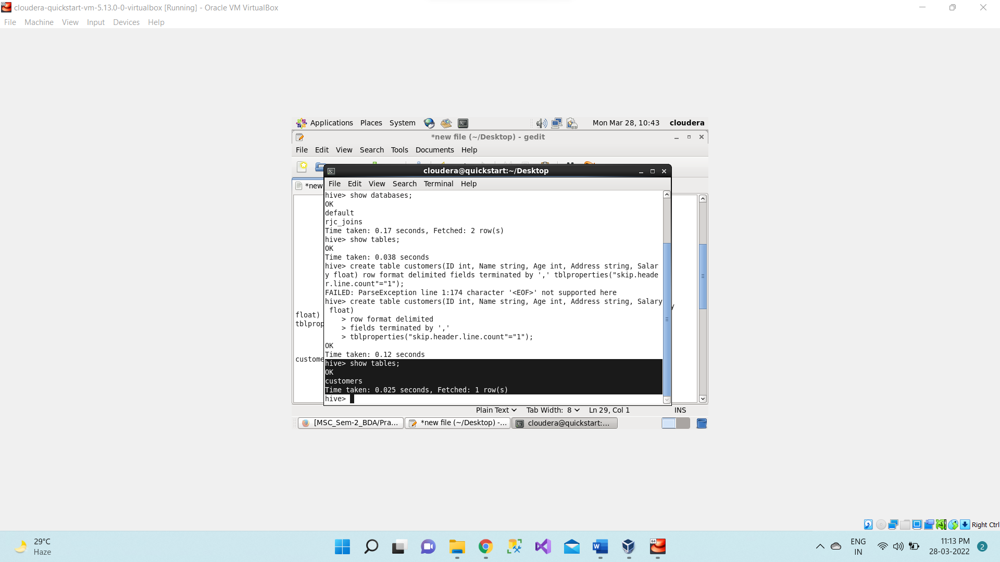 cloudera-quickstart-vm-5.13.0-0-virtualbox [Running] - Oracle VM VirtualBox
File Machine View Input Devices Help
Applications Places System Mon Mar 28, 10:43 cloudera
*new file (~/Desktop) - gedit
File Edit View Search Tools Documents Help
cloudera@quickstart:~/Desktop
*new
File Edit View Search Terminal Help
hive> show databases;
OK
default
rjc_joins
Time taken: 0.17 seconds, Fetched: 2 row(s)
hive> show tables;
OK
Time taken: 0.038 seconds
hive> create table customers(ID int, Name string, Age int, Address string, Salar
y float) row format delimited fields terminated by ',' tblproperties("skip.heade
r.line.count"="1");
FAILED: ParseException line 1:174 character '<EOF>' not supported here
hive> create table customers(ID int, Name string, Age int, Address string, Salary
 float)
    > row format delimited
    > fields terminated by ','
    > tblproperties("skip.header.line.count"="1");
OK
Time taken: 0.12 seconds
hive> show tables;
OK
customers
Time taken: 0.025 seconds, Fetched: 1 row(s)
hive>
y
float)
tblprop
custome
Plain Text Tab Width: 8 Ln 29, Col 1 INS
[MSC_Sem-2_BDA/Pra... *new file (~/Desktop) -... cloudera@quickstart:...
Right Ctrl
29°C
Haze
64
ENG
IN
11:13 PM
28-03-2022
2